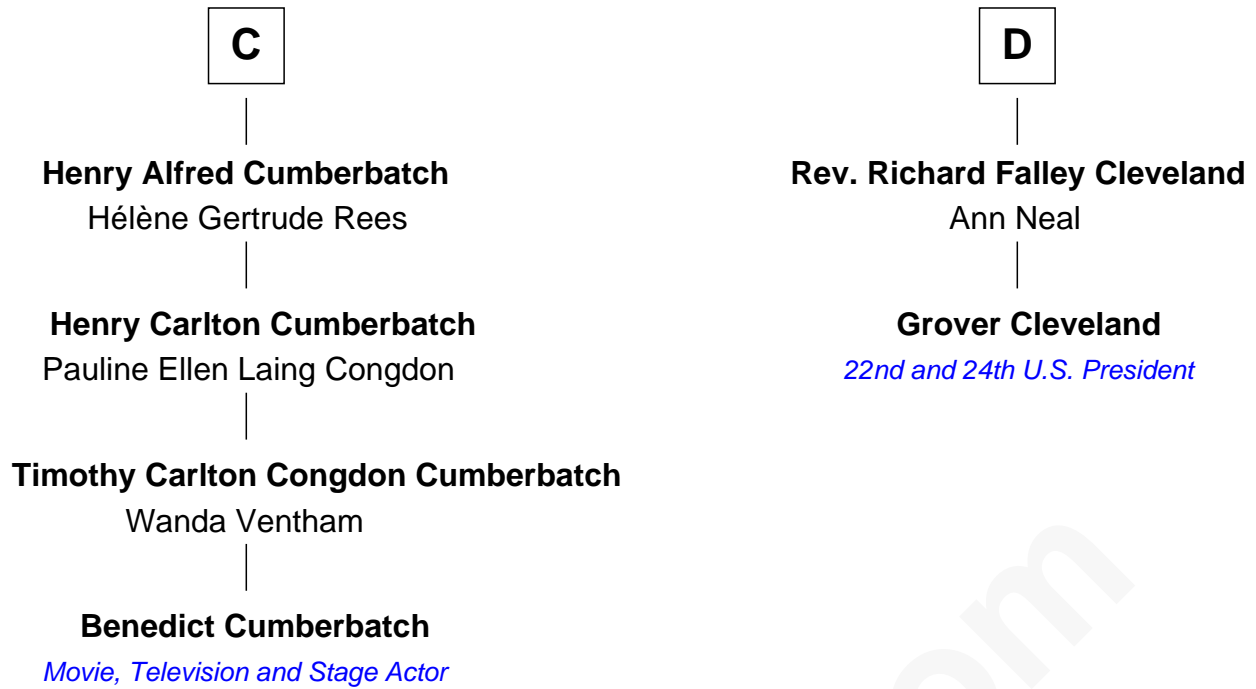 C
Henry Alfred Cumberbatch
Hélène Gertrude Rees
Henry Carlton Cumberbatch
Pauline Ellen Laing Congdon
Timothy Carlton Congdon Cumberbatch
Wanda Ventham
Benedict Cumberbatch
Movie, Television and Stage Actor
D
Rev. Richard Falley Cleveland
Ann Neal
Grover Cleveland
22nd and 24th U.S. President
om